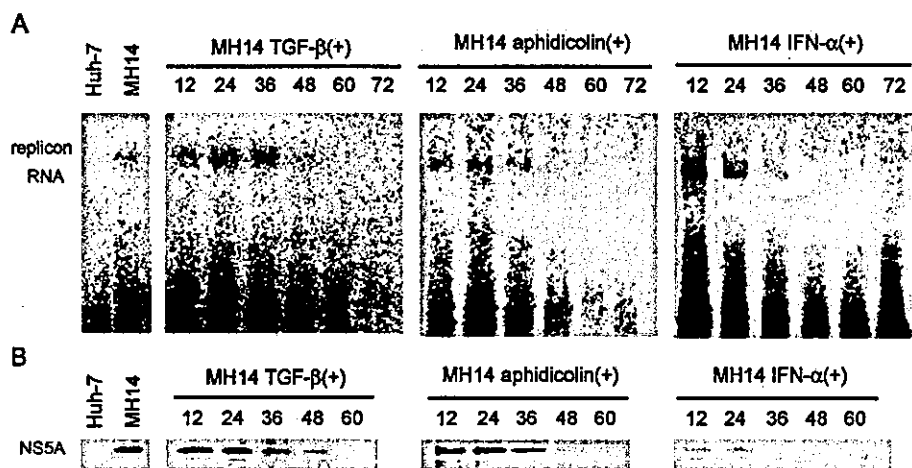 A
Huh-7
MH14
MH14 TGF-β(+)
12 24 36 48 60 72
MH14 aphidicolin(+)
12 24 36 48 60 72
MH14 IFN-α(+)
12 24 36 48 60 72
replicon
RNA
B
Huh-7
MH14
MH14 TGF-β(+)
12 24 36 48 60
MH14 aphidicolin(+)
12 24 36 48 60
MH14 IFN-α(+)
12 24 36 48 60
NS5A